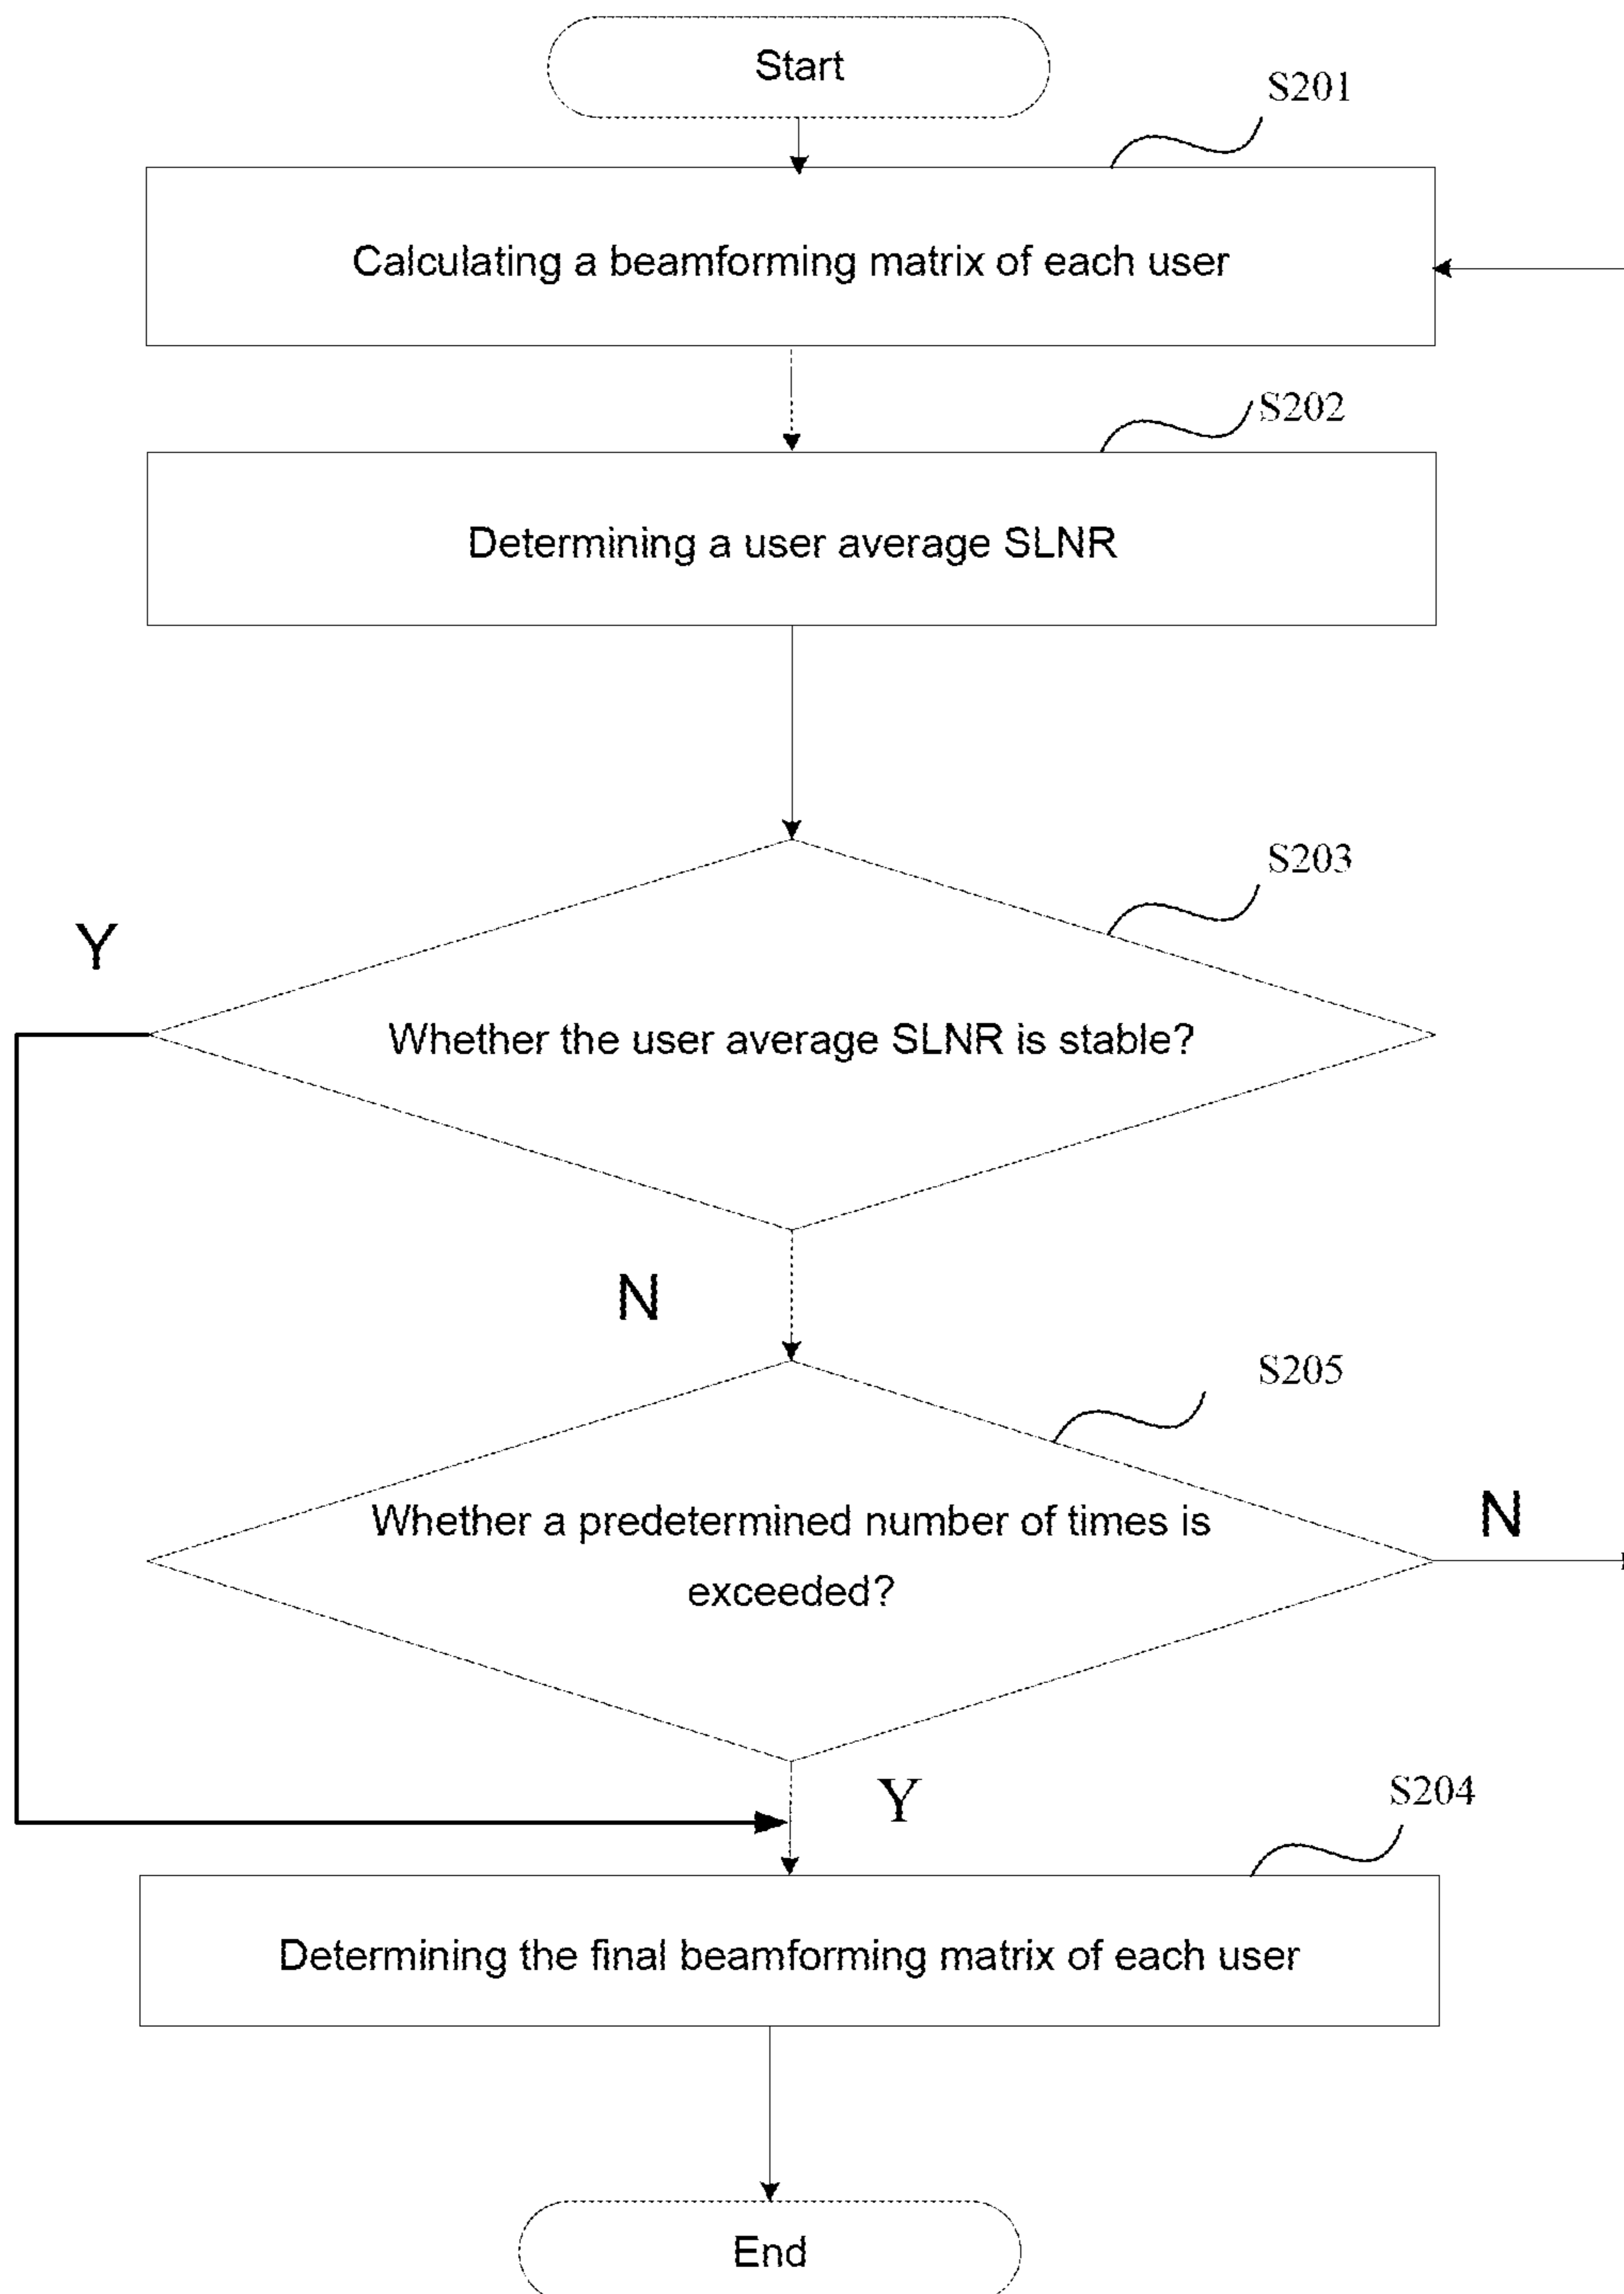 Start
S201
Calculating a beamforming matrix of each user
S202
Determining a user average SLNR
S203
Y
Whether the user average SLNR is stable?
N
S205
Whether a predetermined number of times is
exceeded?
N
Y
S204
Determining the final beamforming matrix of each user
End